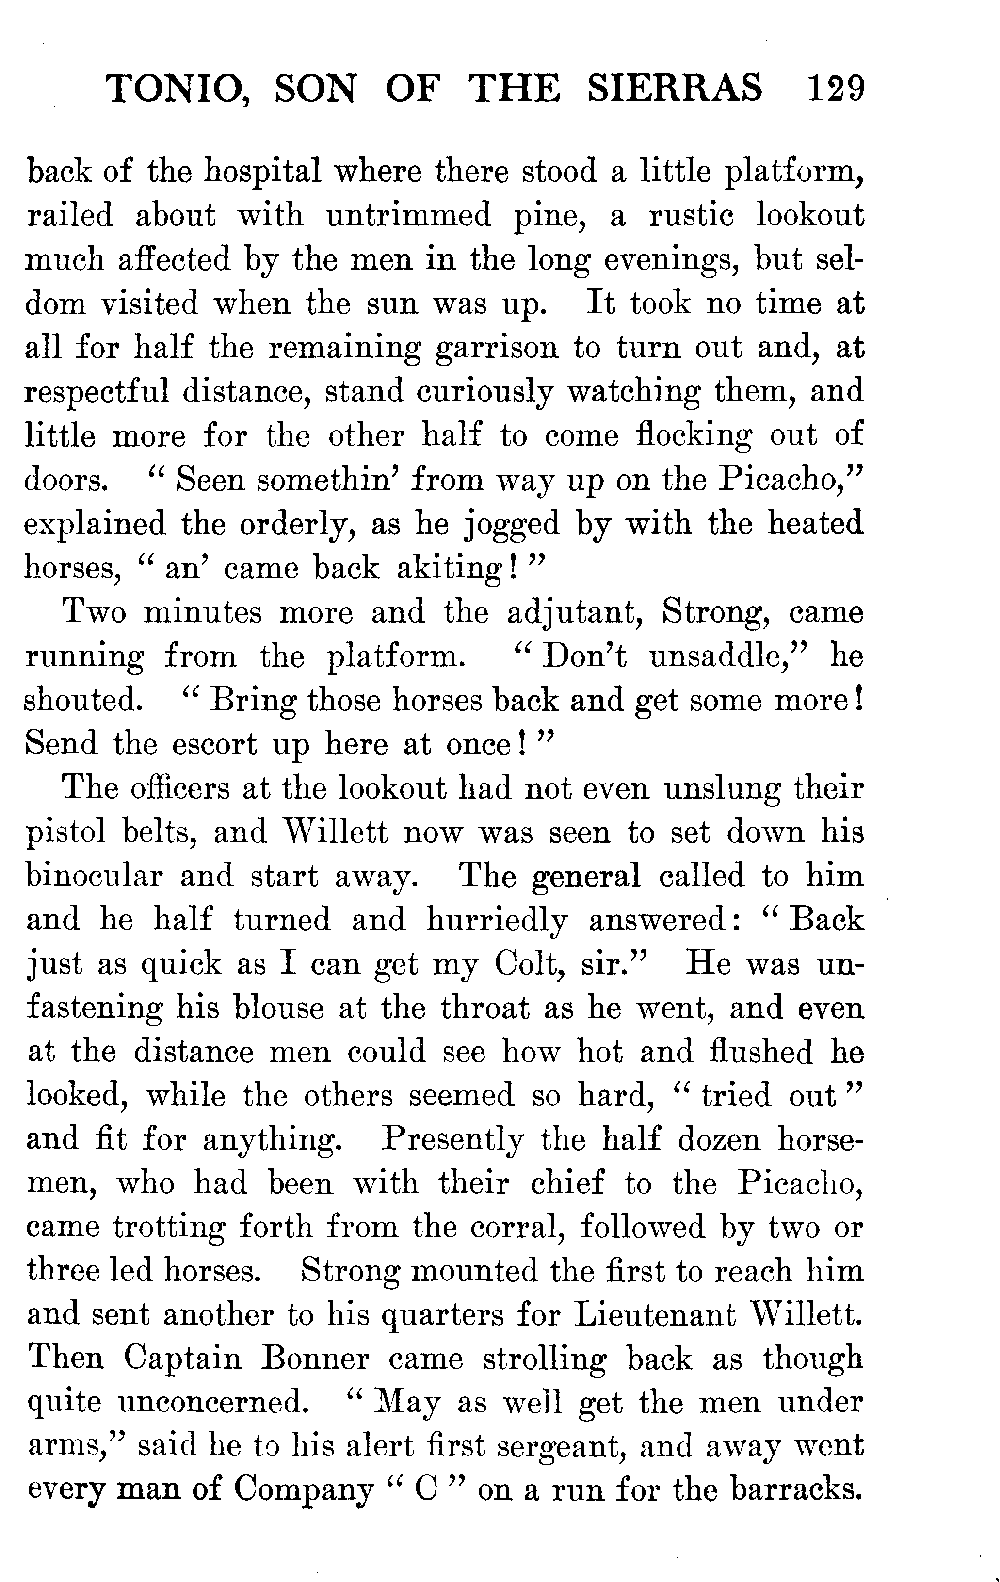 TONIO, SON OF THE SIERRAS 129
back of the hospital where there stood a little platform,
railed about with untrimmed pine, a rustic lookout
much affected by the men in the long evenings, but sel-
dom visited when the sun was up. It took no time at
all for half the remaining garrison to turn out and, at
respectful distance, stand curiously watching them, and
little more for the other half to come flocking out of
doors. “ Seen somethin’ from way up on the Picacho,”
explained the orderly, as he jogged by with the heated
horses, “ an’ came back akiting! ”
Two minutes more and the adjutant, Strong, came
running from the platform. “ Don’t unsaddle,” he
shouted. “ Bring those horses back and get some more!
Send the escort up here at once! ”
The officers at the lookout had not even unslung their
pistol belts, and Willett now was seen to set down his
binocular and start away. The general called to him
and he half turned and hurriedly answered: “ Back
just as quick as I can get my Colt, sir.” He was un-
fastening his blouse at the throat as he went, and even
at the distance men could see how hot and flushed he
looked, while the others seemed so hard, “ tried out ”
and fit for anything. Presently the half dozen horse-
men, who had been with their chief to the Picacho,
came trotting forth from the corral, followed by two or
three led horses. Strong mounted the first to reach him
and sent another to his quarters for Lieutenant Willett.
Then Captain Bonner came strolling back as though
quite unconcerned. “ May as well get the men under
arms,” said he to his alert first sergeant, and away went
every man of Company “ C ” on a run for the barracks.